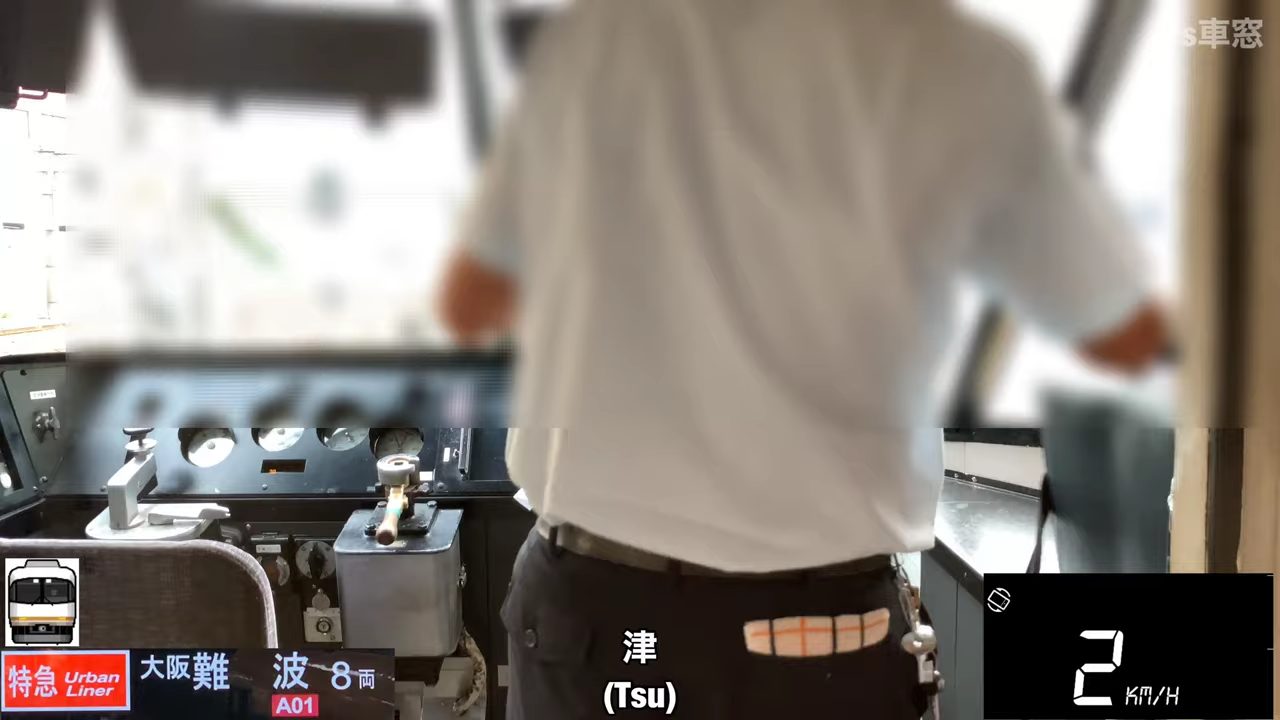 s車窓
特急 Urban Liner
大阪難波 8両
A01
津
(Tsu)
2 KM/H